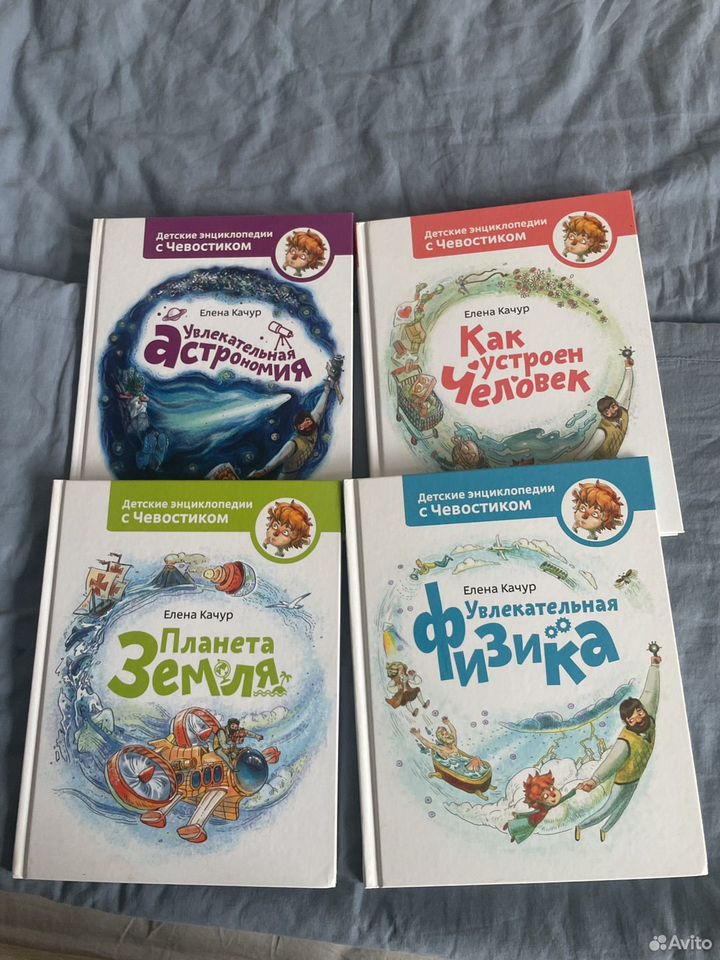 Детские энциклопедии
с Чевостиком
Елена Качур
Увлекательная
астрономия
Детские энциклопедии
с Чевостиком
Елена Качур
Как
устроен
Человек
Детские энциклопедии
с Чевостиком
Елена Качур
Планета
Земля
Детские энциклопедии
с Чевостиком
Елена Качур
Увлекательная
физика
Avito